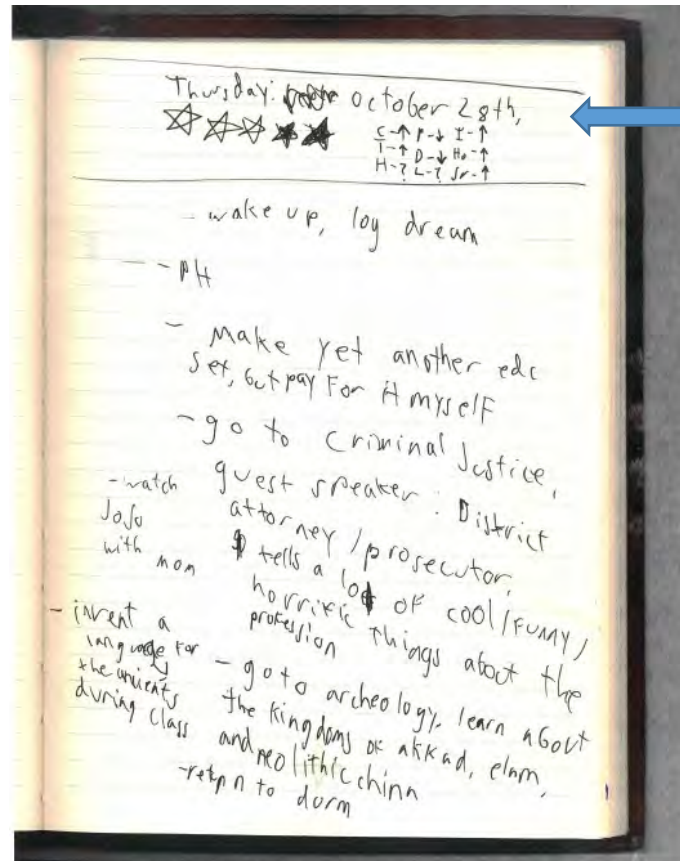 Thursday: October 28th,
C-↑ P-↓ I-↑
T-↑ D-↓ Ho-↑
H-? L-? Sr-↑
- wake up, log dream
- - pH
- Make yet another edc
set, but pay for it myself
- go to Criminal Justice,
guest speaker: District
attorney / prosecutor,
tells a lot of cool / funny /
horrific things about the
profession
- watch
JoJo
with mom
- invent a
language for
the ancients
during class
- go to archeology, learn about
the kingdoms of akkad, elam,
and neolithic china
- return to dorm